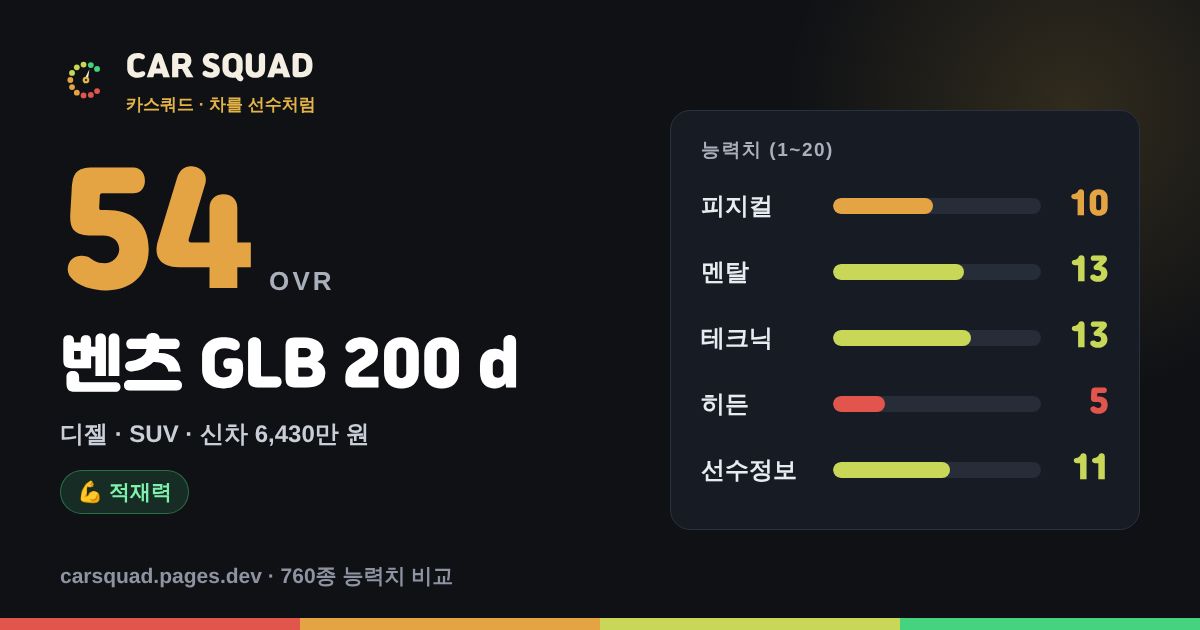 CAR SQUAD
카스쿼드 · 차를 선수처럼
54 OVR
벤츠 GLB 200 d
디젤 · SUV · 신차 6,430만 원
💪 적재력
carsquad.pages.dev · 760종 능력치 비교
능력치 (1~20)
피지컬 10
멘탈 13
테크닉 13
히든 5
선수정보 11